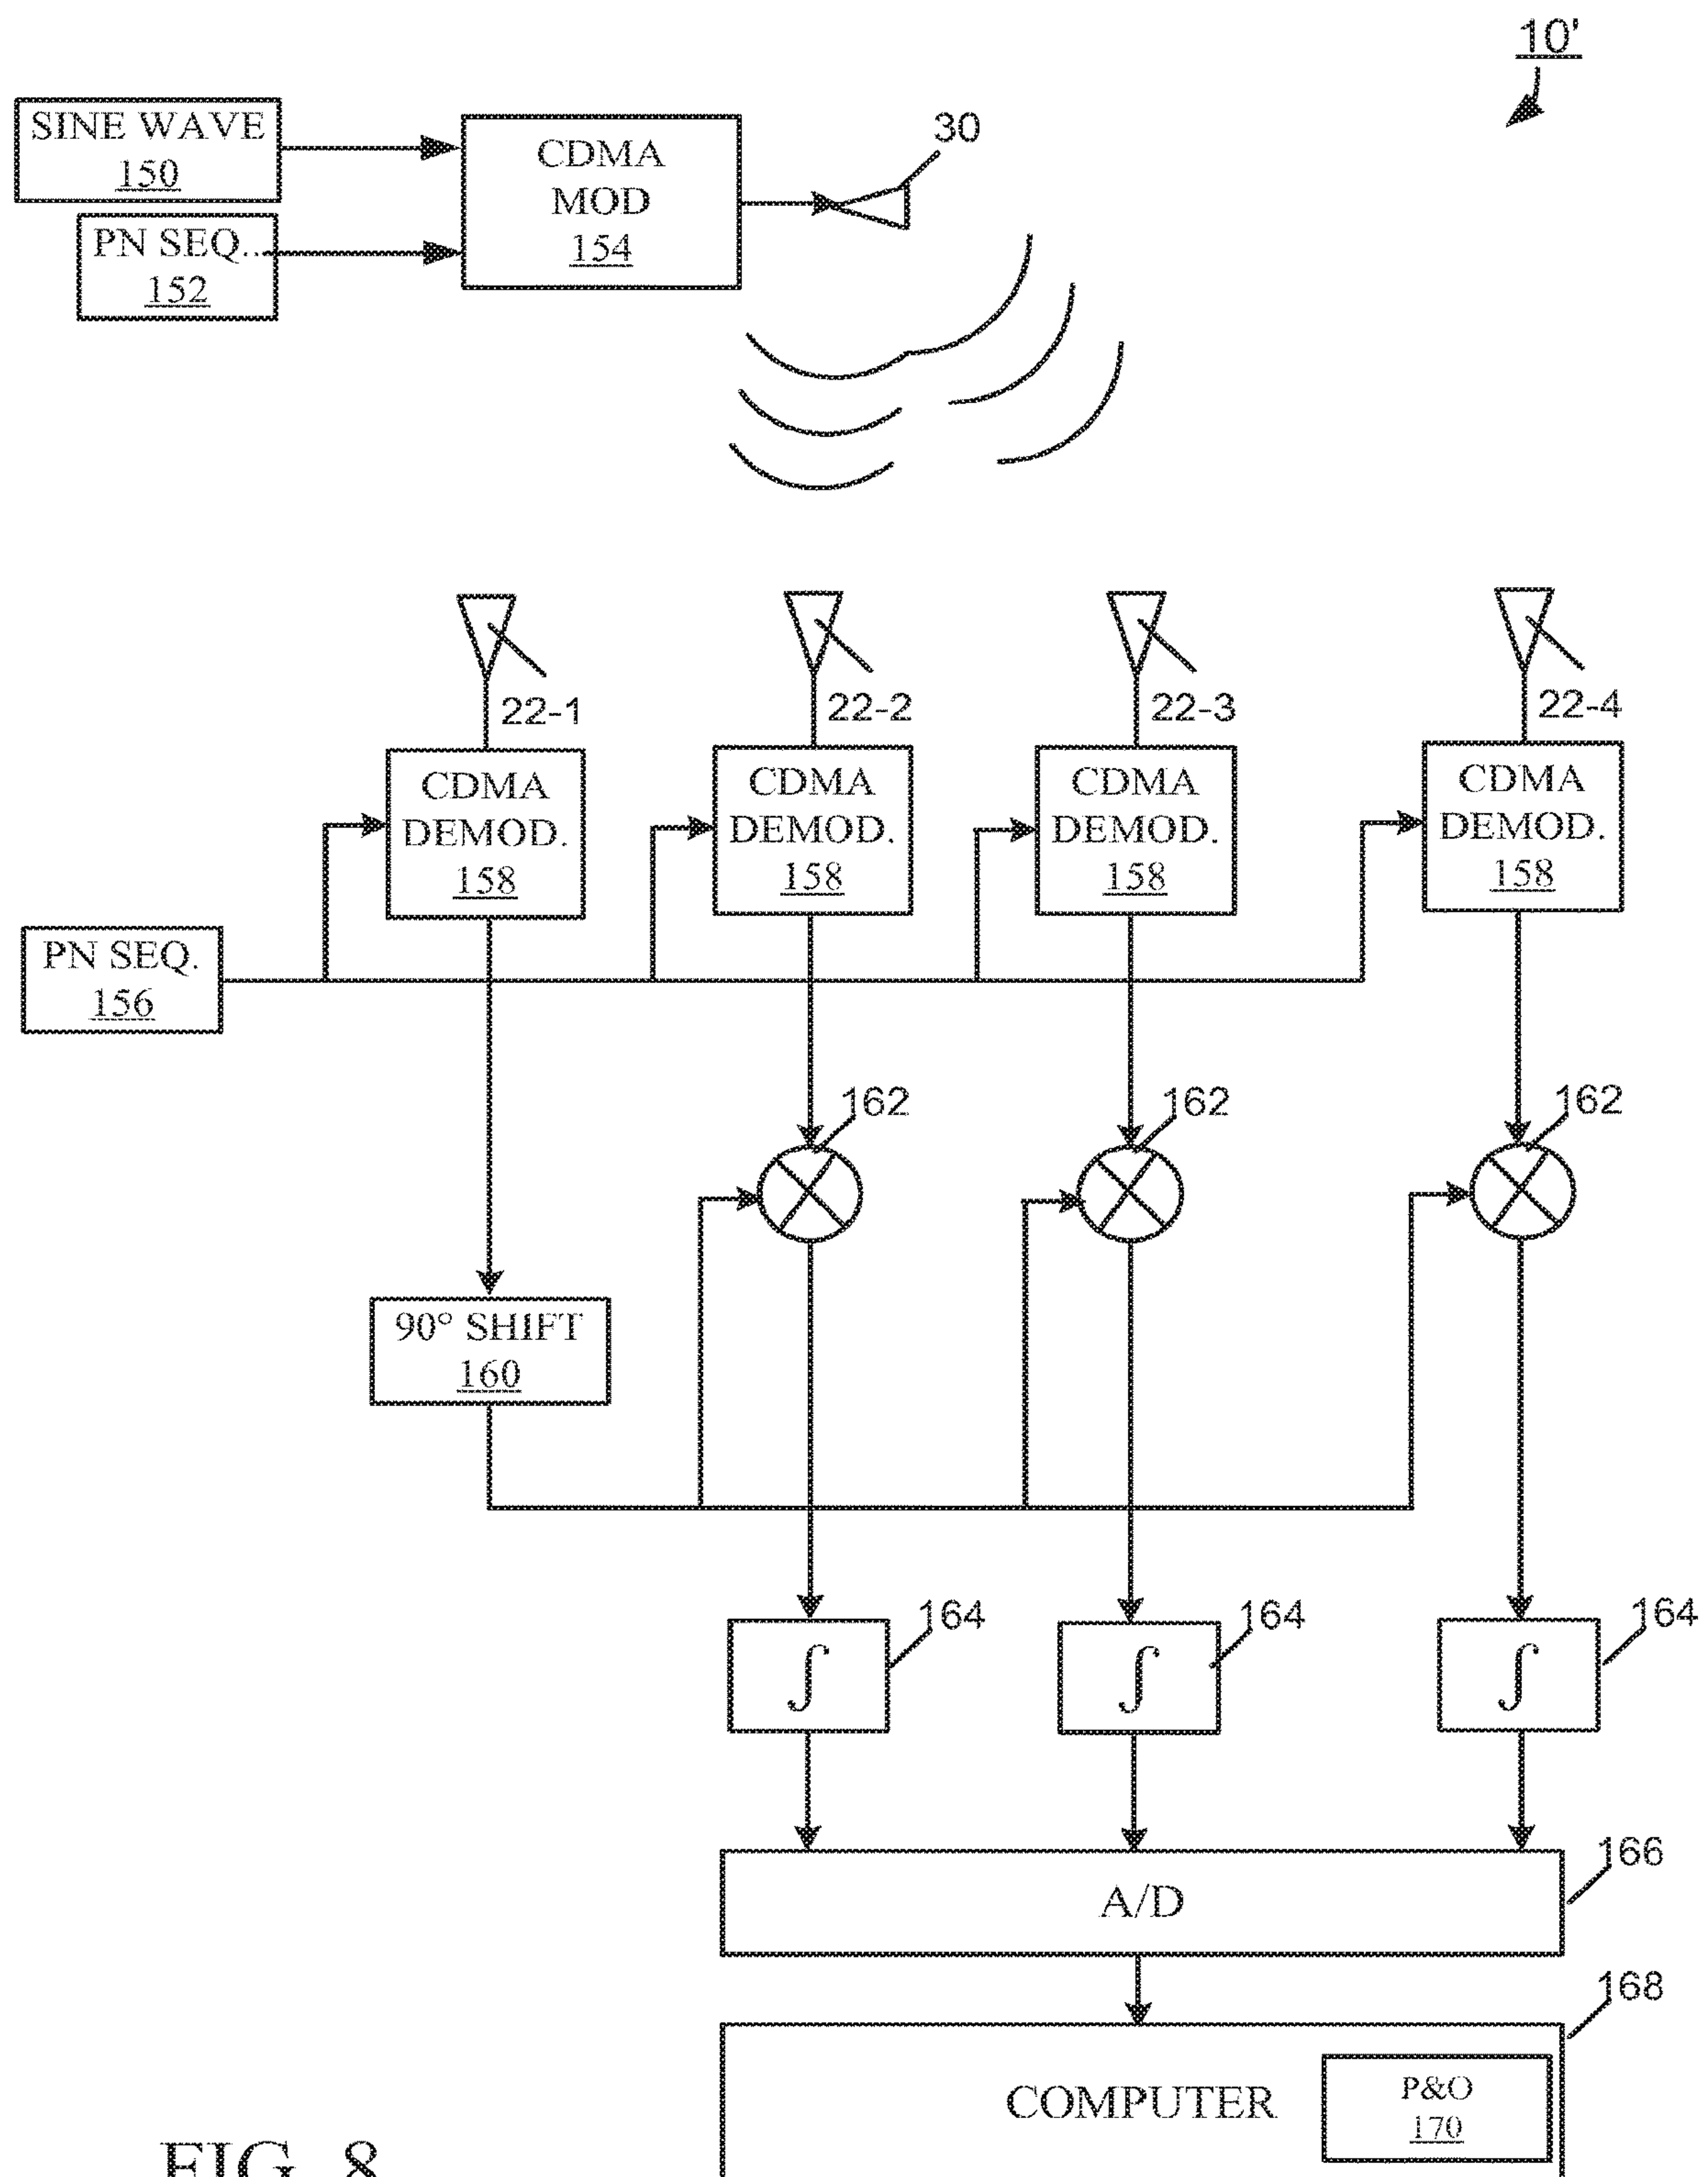 10'
SINE WAVE
150
PN SEQ.
152
CDMA
MOD
154
30
22-1
22-2
22-3
22-4
CDMA
DEMOD.
158
CDMA
DEMOD.
158
CDMA
DEMOD.
158
CDMA
DEMOD.
158
PN SEQ.
156
162
162
162
90° SHIFT
160
∫
164
∫
164
∫
164
A/D
166
168
COMPUTER
P&O
170
FIG. 8